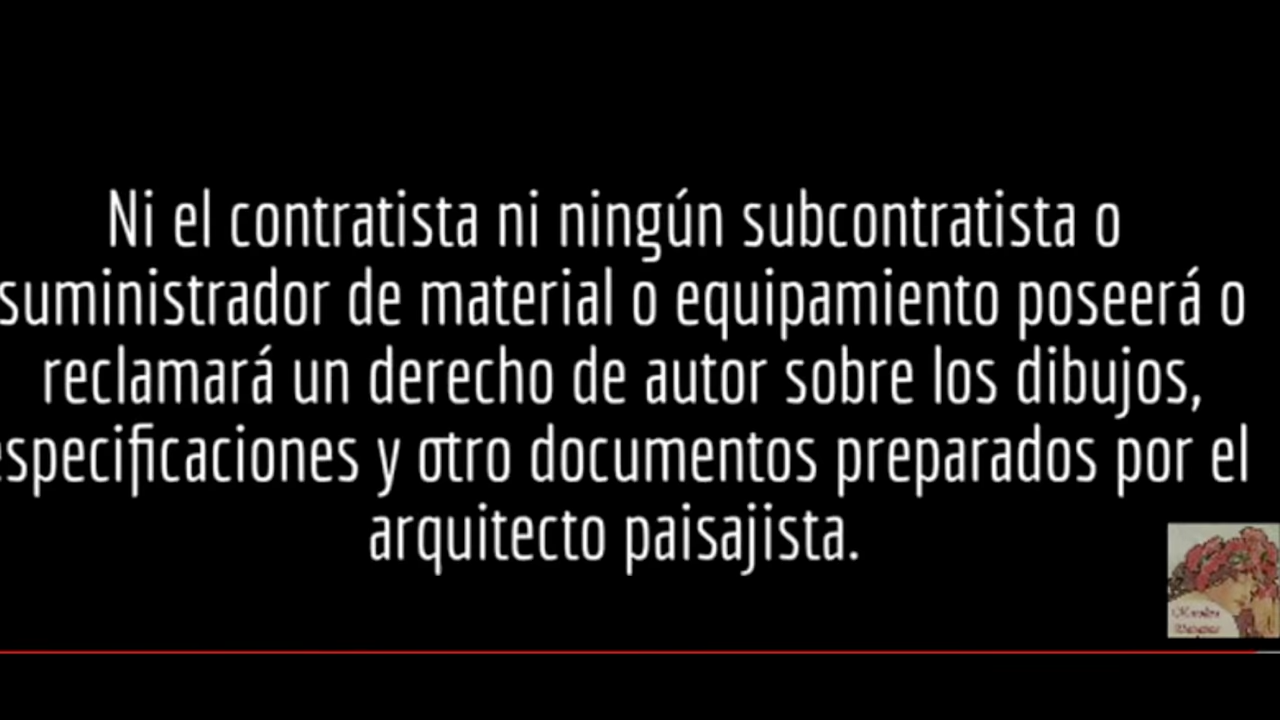 Ni el contratista ni ningún subcontratista o
suministrador de material o equipamiento poseerá o
reclamará un derecho de autor sobre los dibujos,
especificaciones y otro documentos preparados por el
arquitecto paisajista.